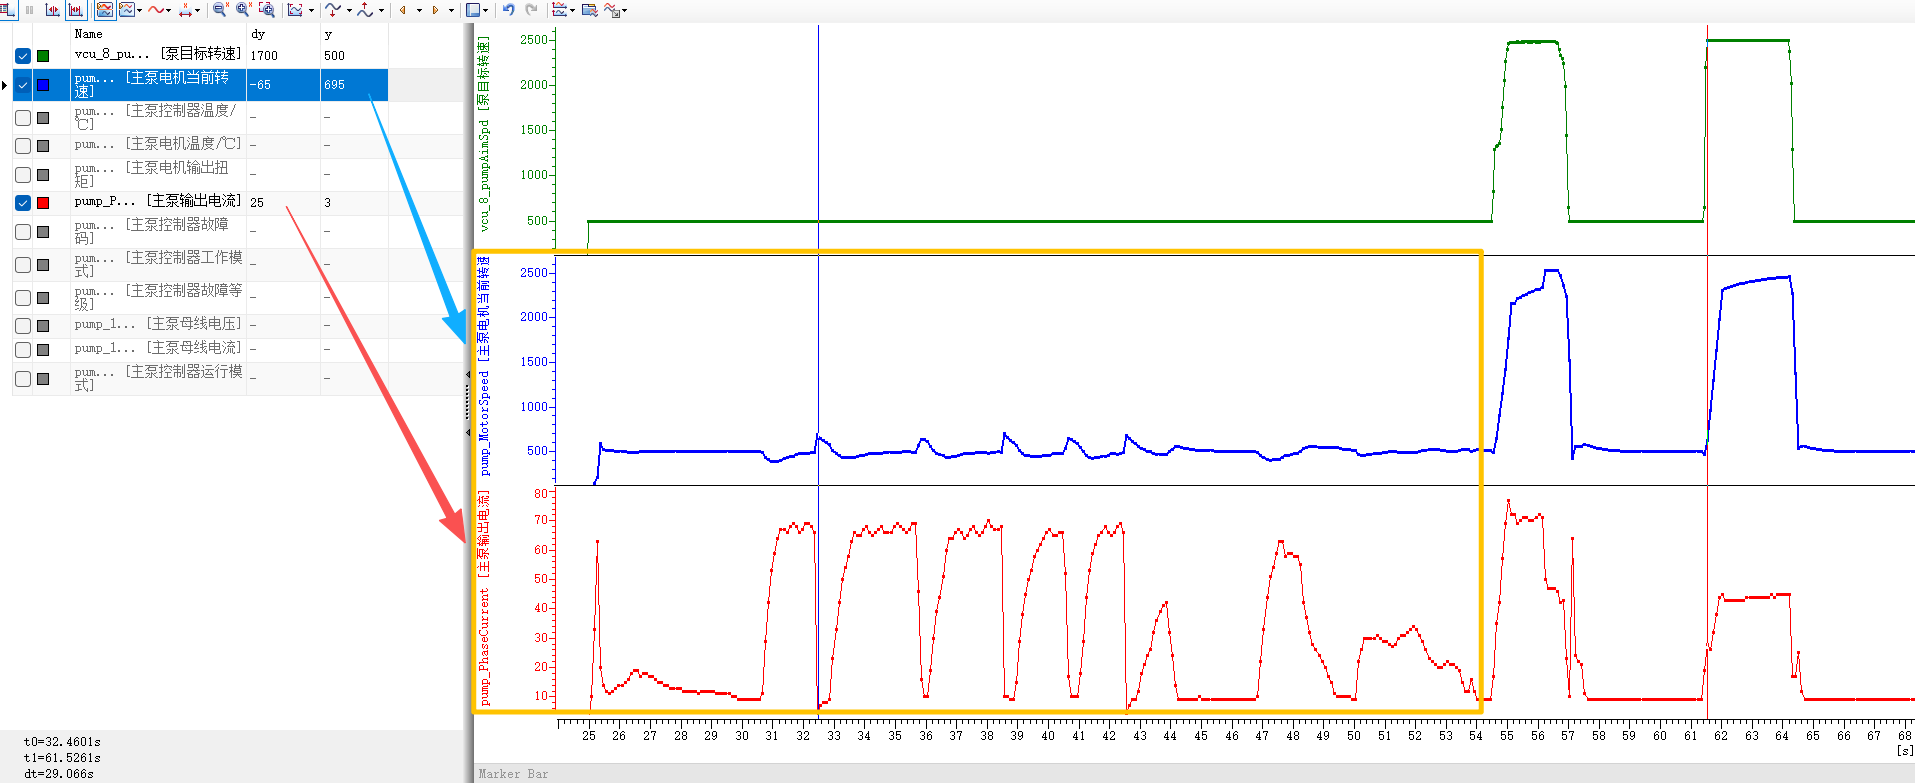 Name dy y
vcu_8_pu... [泵目标转速] 1700 500
pum... [主泵电机当前转速] -65 695
pum... [主泵控制器温度/℃] - -
pum... [主泵电机温度/℃] - -
pum... [主泵电机输出扭矩] - -
pump_P... [主泵输出电流] 25 3
pum... [主泵控制器故障码] - -
pum... [主泵控制器工作模式] - -
pum... [主泵控制器故障等级] - -
pump_1... [主泵母线电压] - -
pump_1... [主泵母线电流] - -
pum... [主泵控制器运行模式] - -
t0=32.4601s
t1=61.5261s
dt=29.066s
vcu_8_pumpAimSpd [泵目标转速]
2500
2000
1500
1000
500
pump_MotorSpeed [主泵电机当前转速
2500
2000
1500
1000
500
pump_PhaseCurrent [主泵输出电流]
80
70
60
50
40
30
20
10
25 26 27 28 29 30 31 32 33 34 35 36 37 38 39 40 41 42 43 44 45 46 47 48 49 50 51 52 53 54 55 56 57 58 59 60 61 62 63 64 65 66 67 68
[s]
Marker Bar